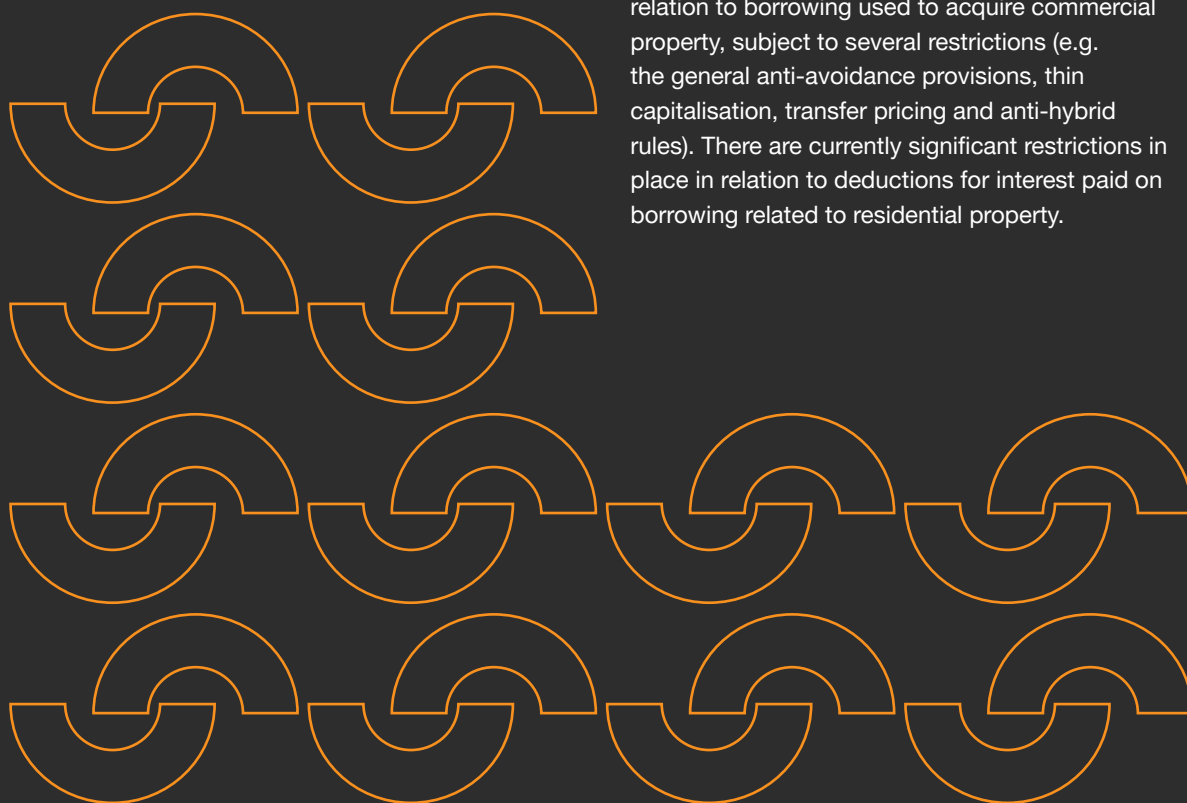 relation to borrowing used to acquire commercial
property, subject to several restrictions (e.g.
the general anti-avoidance provisions, thin
capitalisation, transfer pricing and anti-hybrid
rules). There are currently significant restrictions in
place in relation to deductions for interest paid on
borrowing related to residential property.